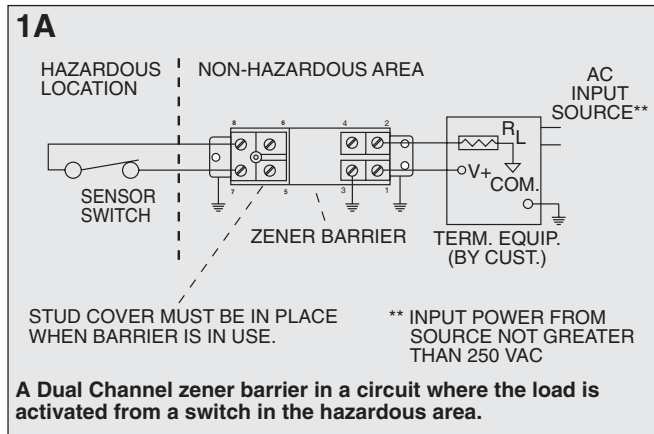 1A
HAZARDOUS
LOCATION
NON-HAZARDOUS AREA
AC
INPUT
SOURCE**
8 6 4 2
RL
V+
COM.
7 5 3 1
SENSOR
SWITCH
ZENER BARRIER
TERM. EQUIP.
(BY CUST.)
STUD COVER MUST BE IN PLACE
WHEN BARRIER IS IN USE.
** INPUT POWER FROM
SOURCE NOT GREATER
THAN 250 VAC
A Dual Channel zener barrier in a circuit where the load is
activated from a switch in the hazardous area.